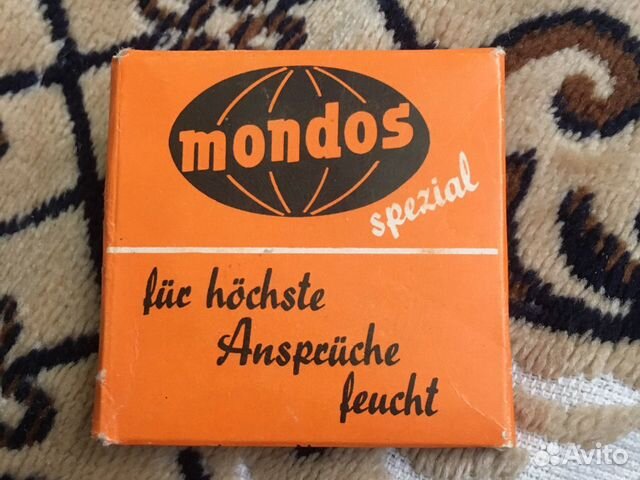 mondos
spezial
für höchste
Ansprüche
feucht
Avito